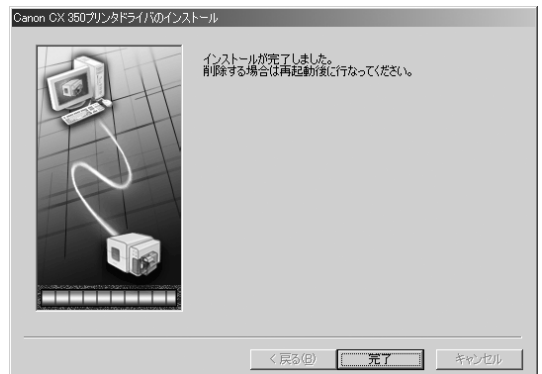 Canon CX 350プリンタドライバのインストール
インストールが完了しました。
削除する場合は再起動後に行なってください。
< 戻る(B) 完了 キャンセル